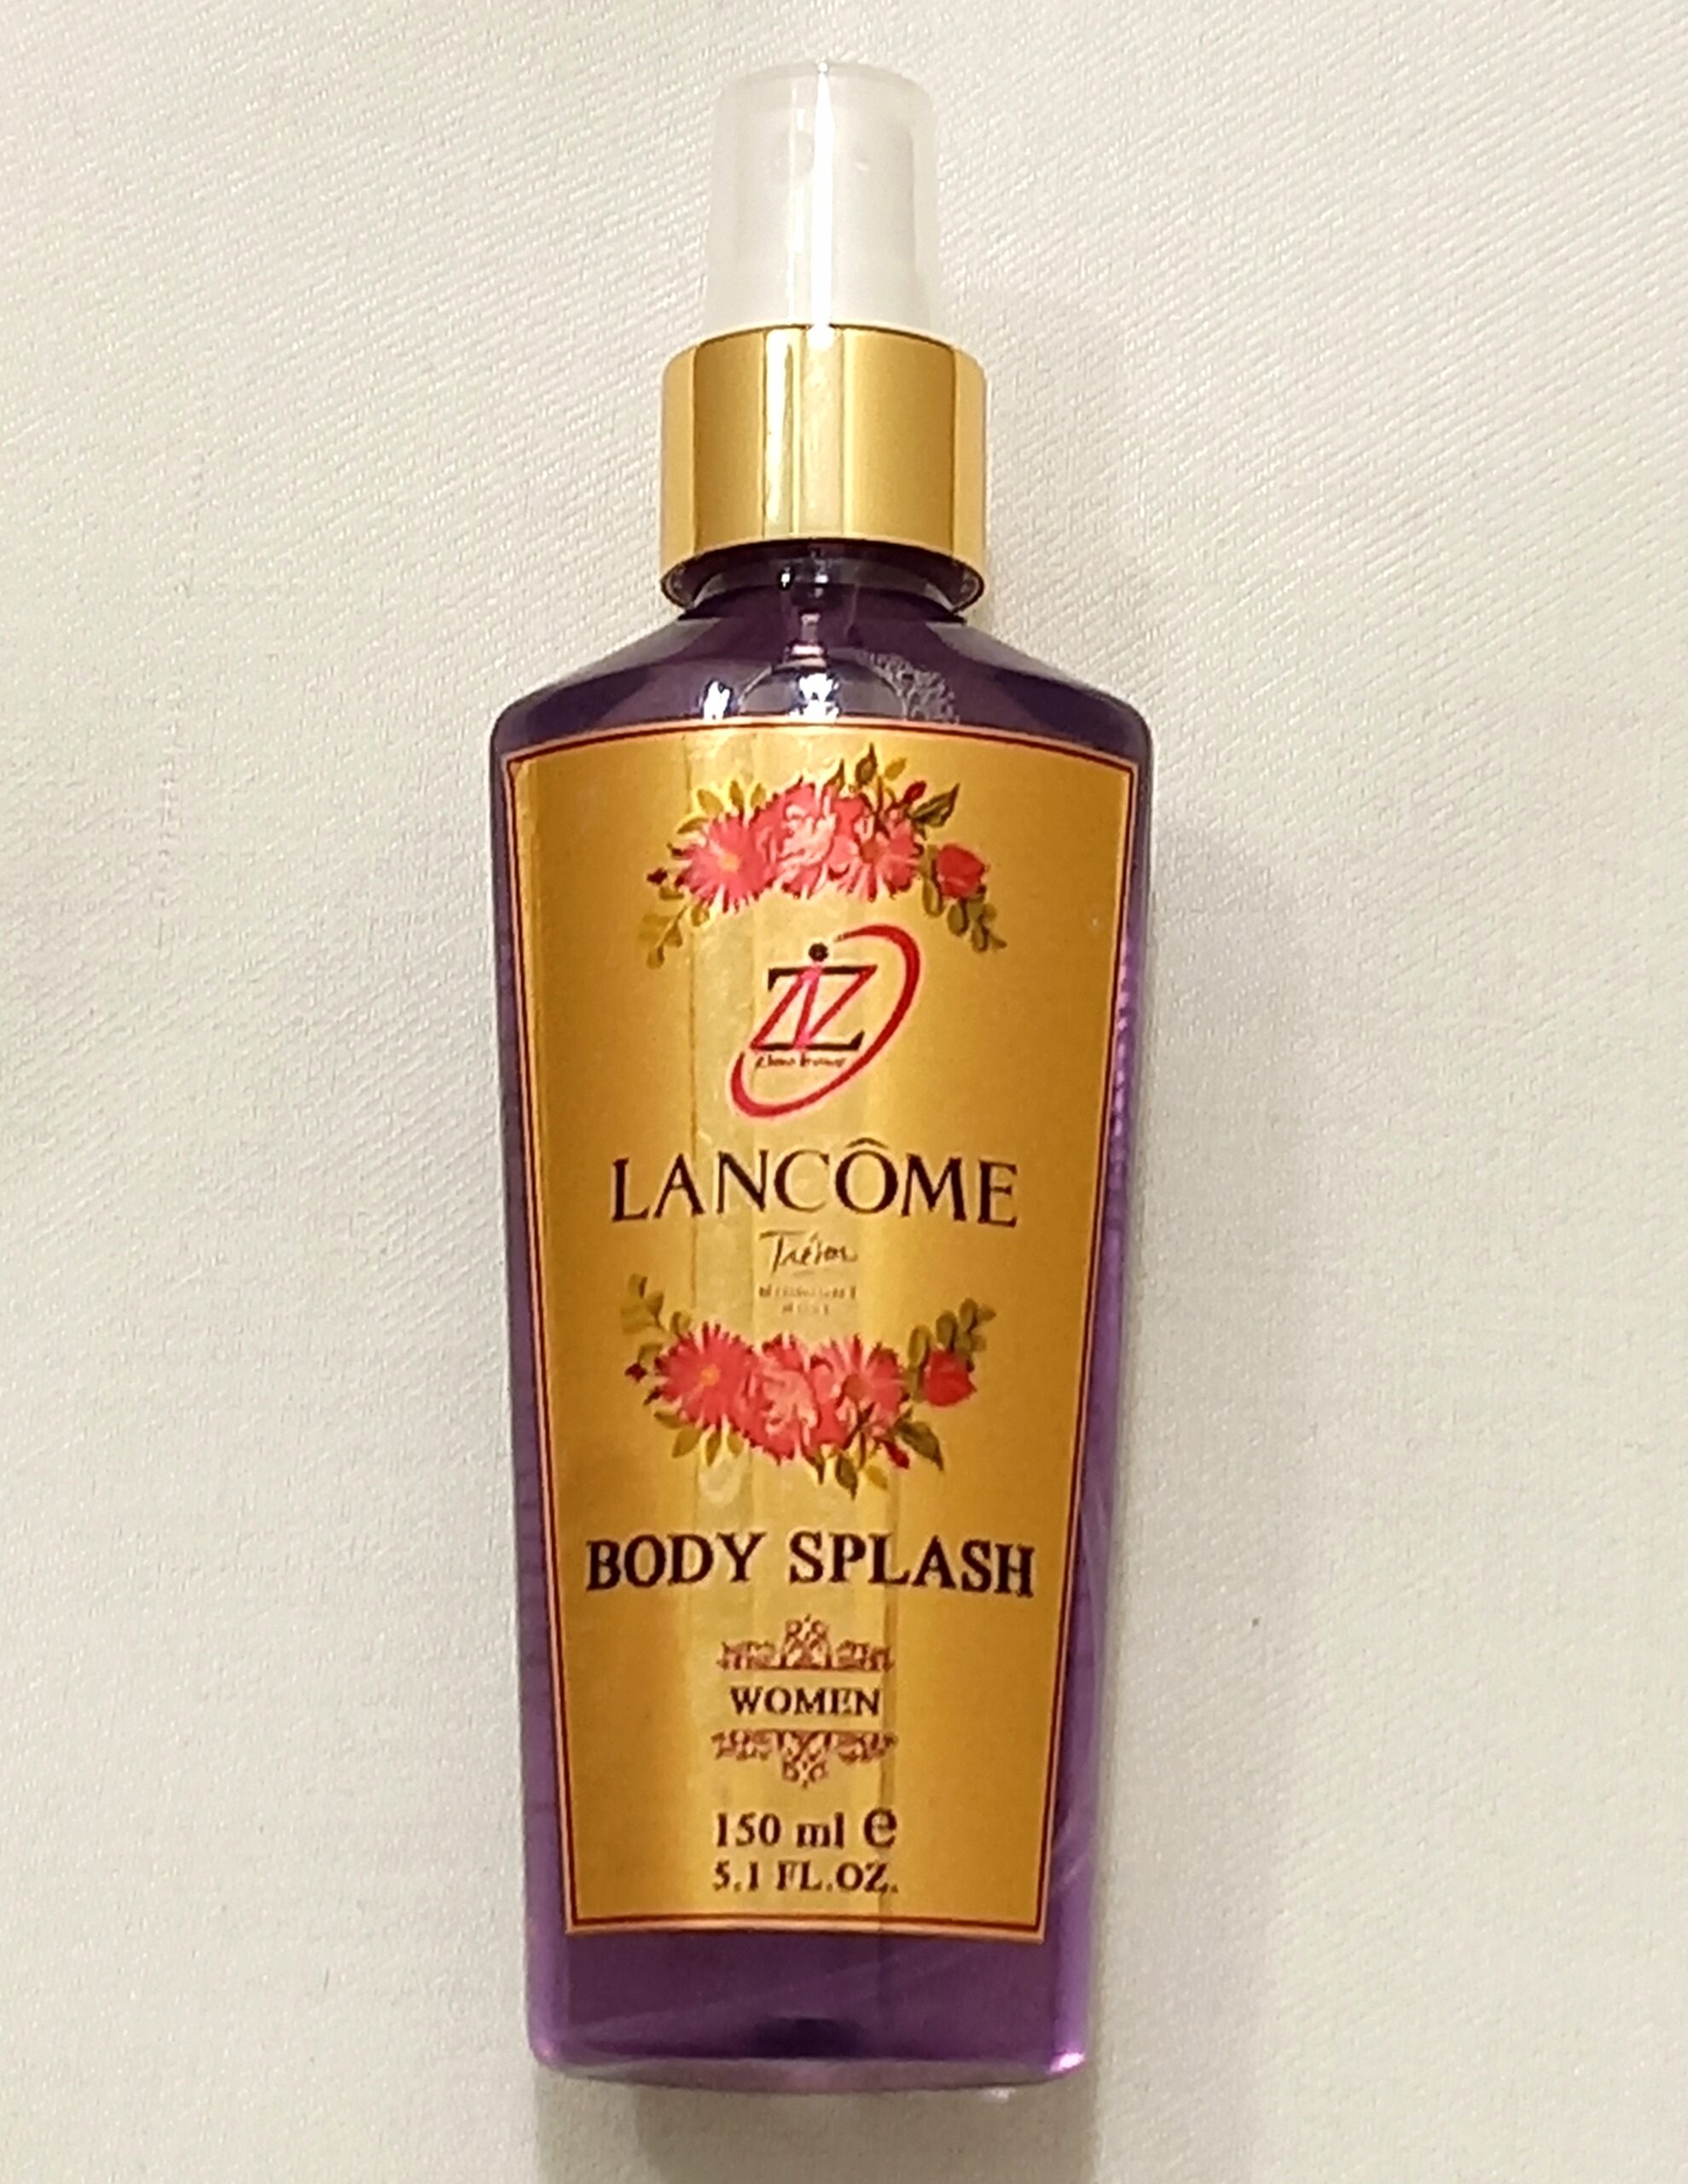 ZiZ
LANCÔME
Trésor
BODY SPLASH
WOMEN
150 ml e
5.1 FL.OZ.